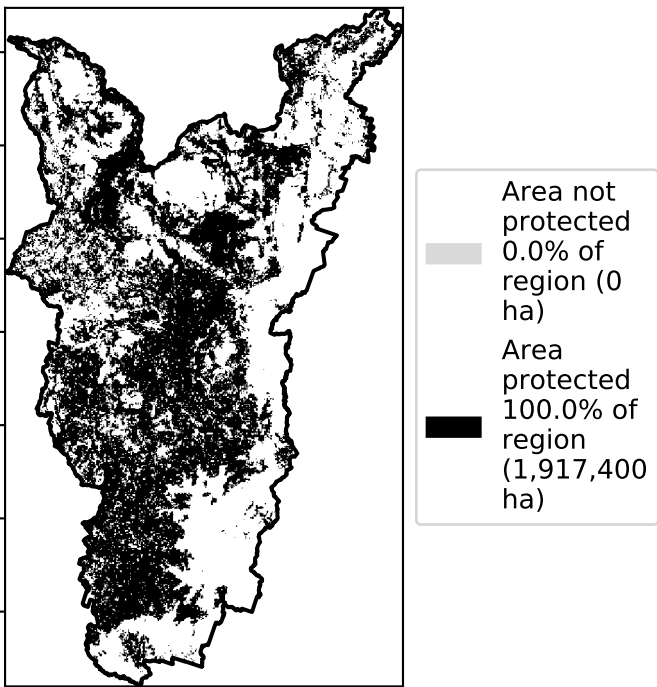 Area not
protected
0.0% of
region (0
ha)
Area
protected
100.0% of
region
(1,917,400
ha)